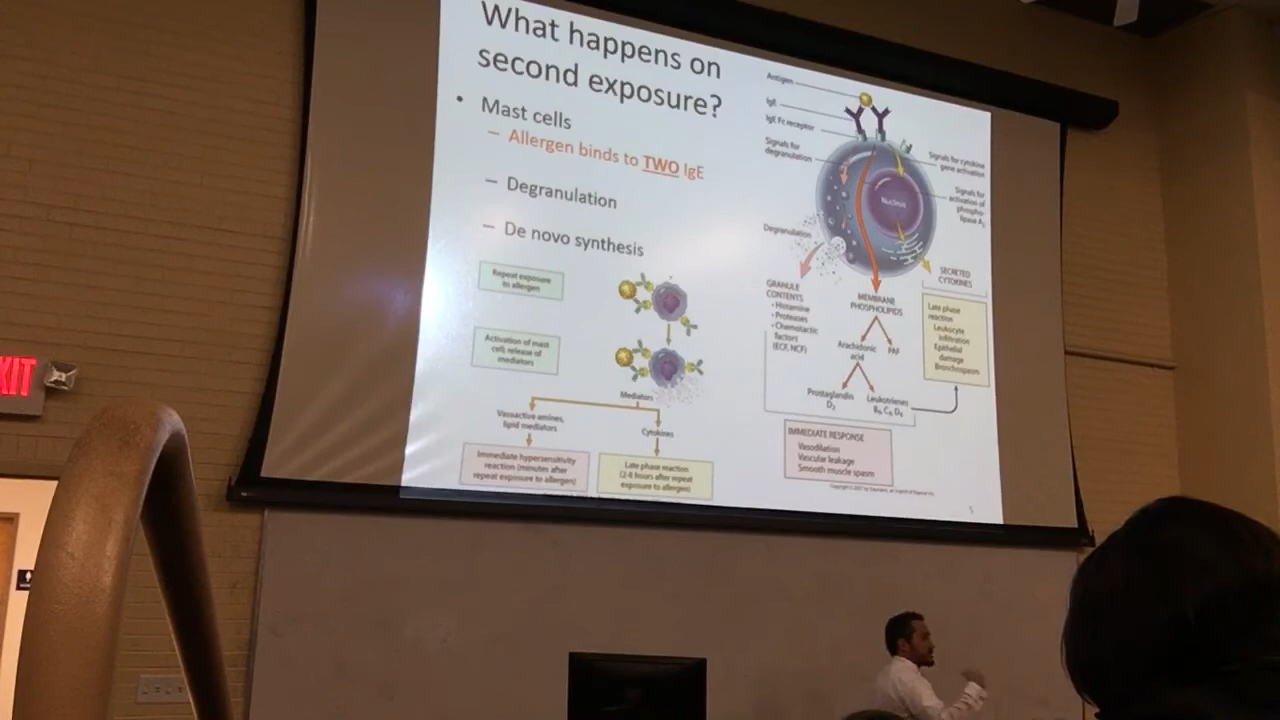 What happens on
second exposure?
• Mast cells
– Allergen binds to TWO IgE
– Degranulation
– De novo synthesis
Repeat exposure
to allergen
Activation of mast
cell; release of
mediators
Mediators
Vasoactive amines,
lipid mediators
Cytokines
Immediate hypersensitivity
reaction (minutes after
repeat exposure to allergen)
Late phase reaction
(2-8 hours after repeat
exposure to allergen)
Antigen
IgE
IgE Fc receptor
Signals for
degranulation
Signals for cytokine
gene activation
Signals for
activation of
phospho-
lipase A₂
Nucleus
Degranulation
GRANULE
CONTENTS
• Histamine
• Proteases
• Chemotactic
factors
(ECF, NCF)
MEMBRANE
PHOSPHOLIPIDS
Arachidonic
acid
PAF
Prostaglandin
D₂
Leukotrienes
B₄, C₄, D₄
SECRETED
CYTOKINES
Late phase
reaction
Leukocyte
infiltration
Epithelial
damage
Bronchospasm
IMMEDIATE RESPONSE
Vasodilation
Vascular leakage
Smooth muscle spasm
5
XIT